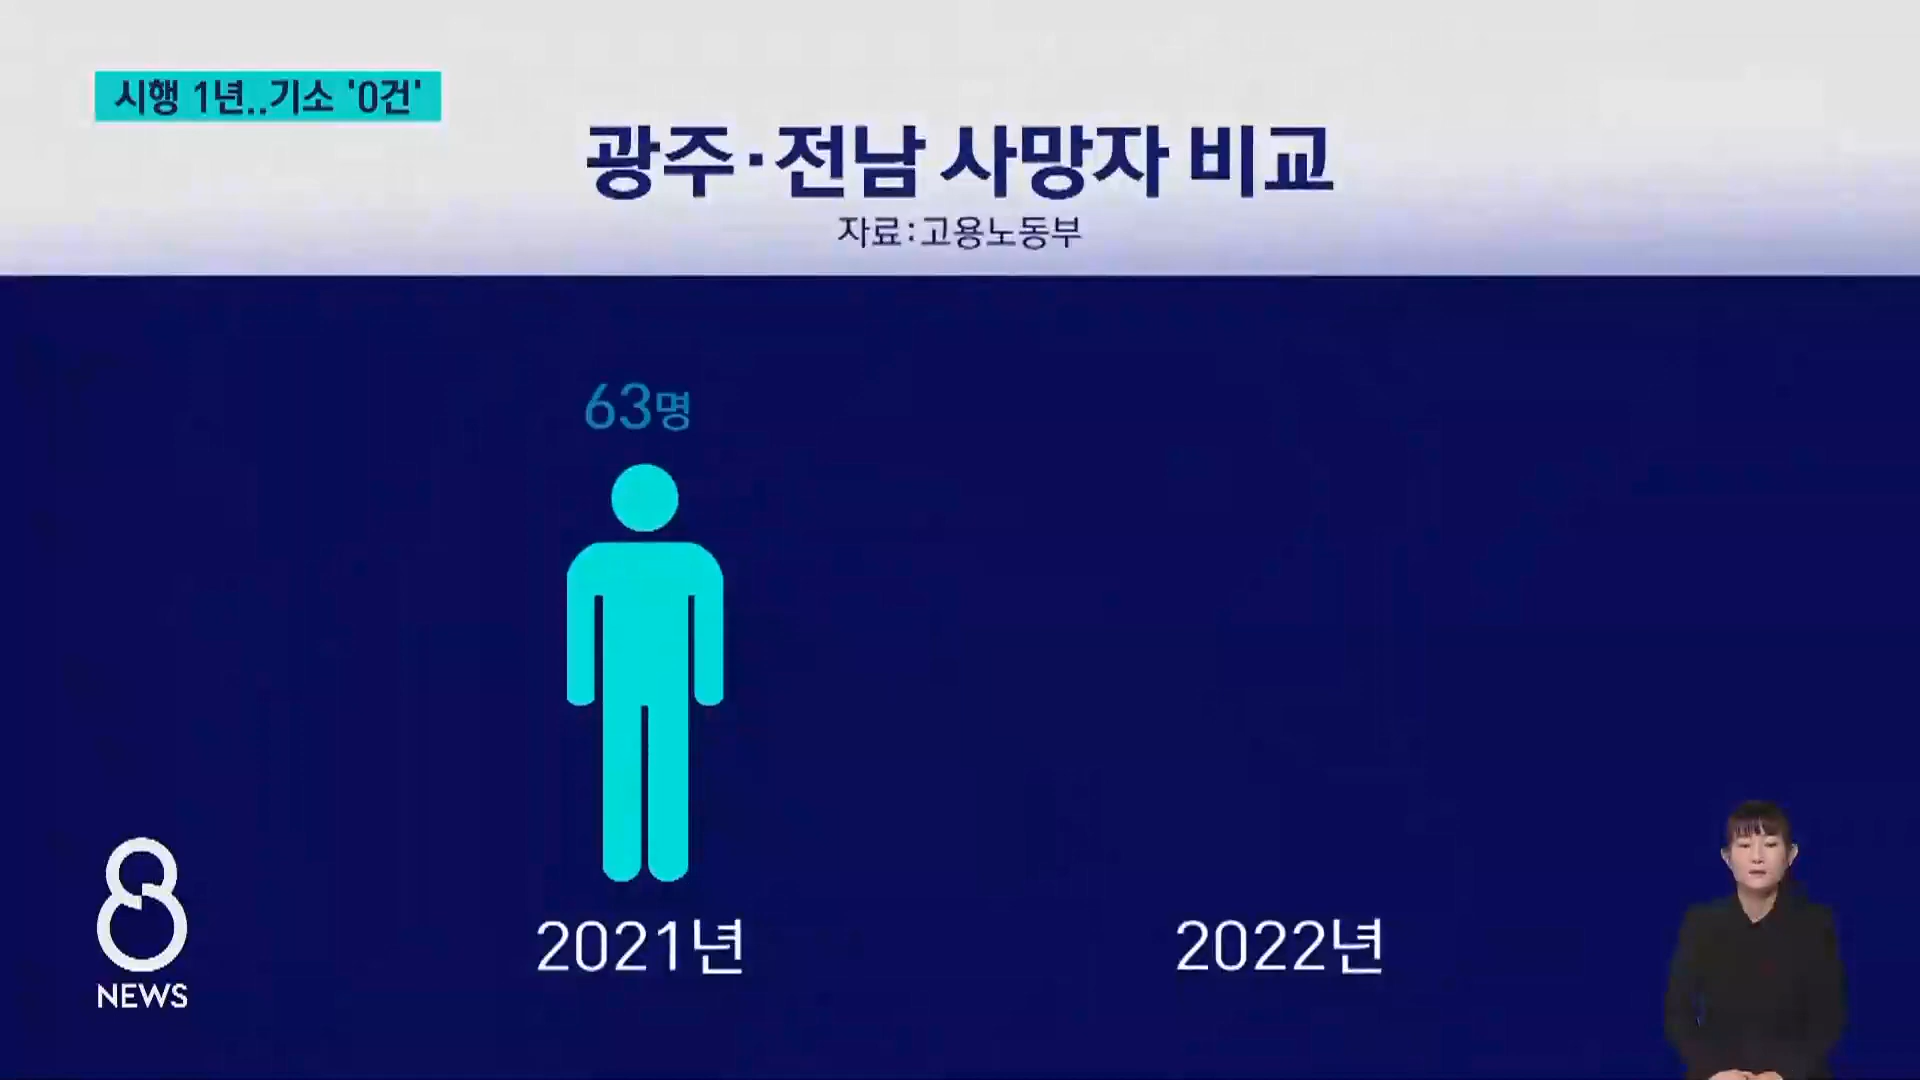 시행 1년..기소 '0건'
광주·전남 사망자 비교
자료:고용노동부
63명
2021년
2022년
8
NEWS